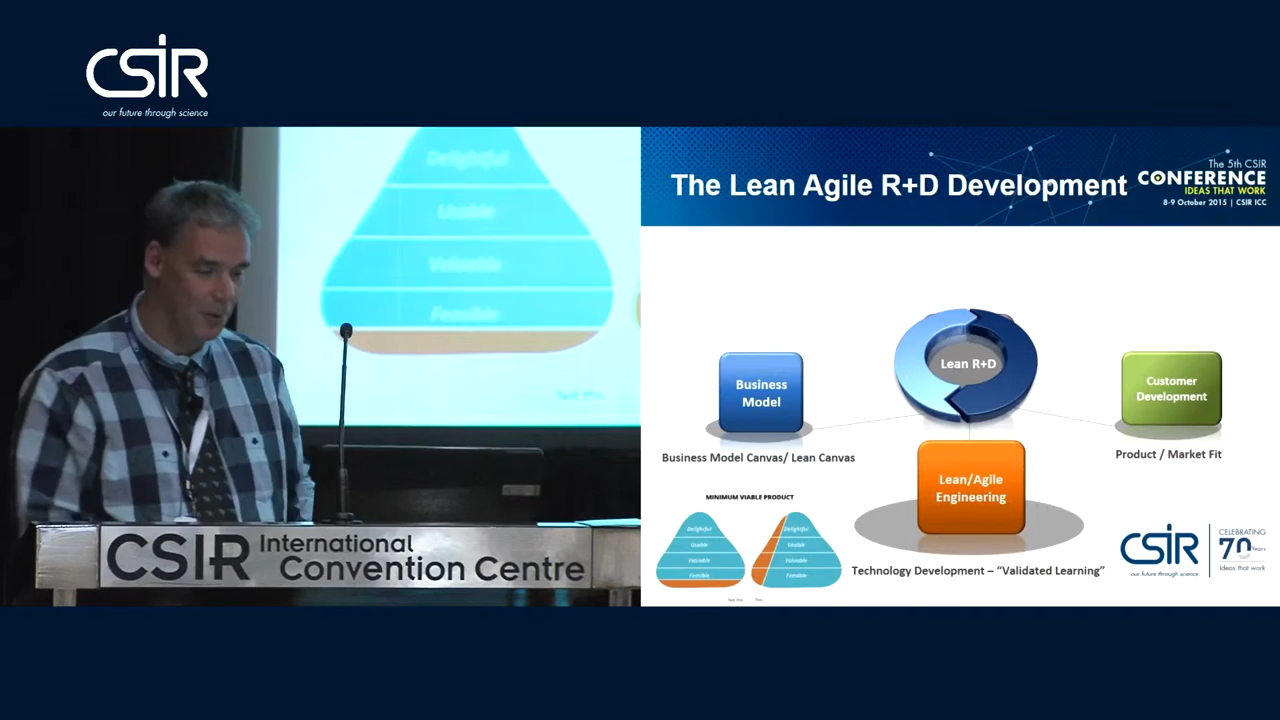 CSIR
our future through science
Delightful
Usable
Valuable
Feasible
CSIR International
Convention Centre
The Lean Agile R+D Development
The 5th CSIR
CONFERENCE
IDEAS THAT WORK
8-9 October 2015 | CSIR ICC
Lean R+D
Business
Model
Customer
Development
Business Model Canvas/ Lean Canvas
Product / Market Fit
Lean/Agile
Engineering
MINIMUM VIABLE PRODUCT
Delightful
Usable
Valuable
Feasible
Delightful
Usable
Valuable
Feasible
This
Technology Development – “Validated Learning”
CSIR
our future through science
CELEBRATING
70 Years
Ideas that work